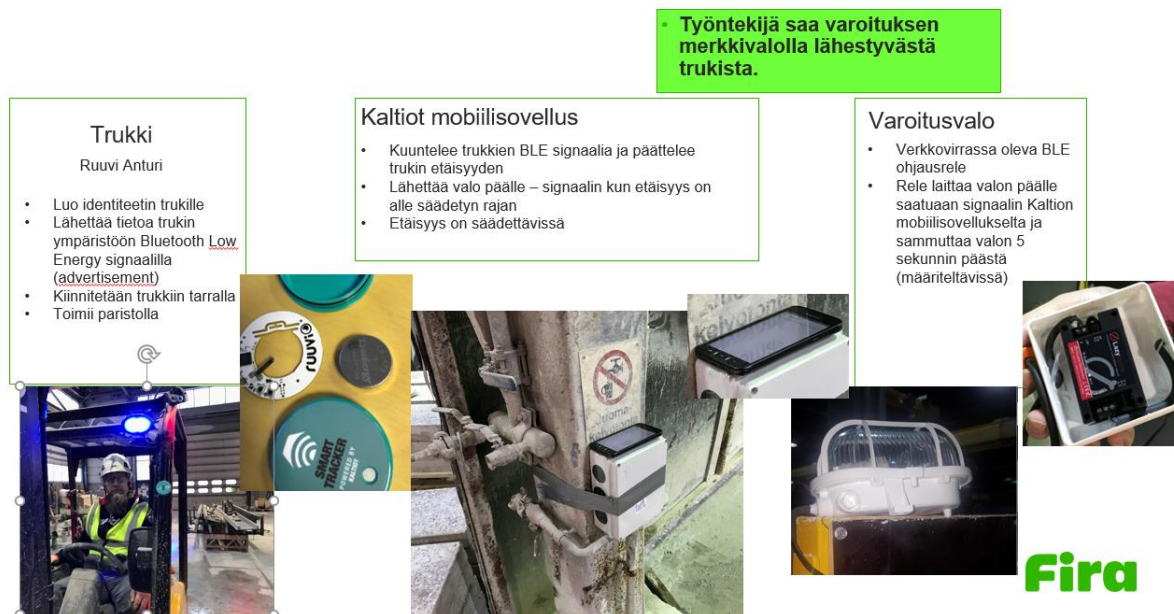 Työntekijä saa varoituksen
merkkivalolla lähestyvästä
trukista.
Trukki
Ruuvi Anturi
Luo identiteetin trukille
Lähettää tietoa trukin
ympäristöön Bluetooth Low
Energy signaalilla
(advertisement)
Kiinnitetään trukkiin tarralla
Toimii paristolla
Kaltiot mobiilisovellus
Kuuntelee trukkien BLE signaalia ja päättelee
trukin etäisyyden
Lähettää valo päälle – signaalin kun etäisyys on
alle säädetyn rajan
Etäisyys on säädettävissä
Varoitusvalo
Verkkovirrassa oleva BLE
ohjausrele
Rele laittaa valon päälle
saatuaan signaalin Kaltion
mobiilisovellukselta ja
sammuttaa valon 5
sekunnin päästä
(määriteltävissä)
ruuvi
SMART
TRACKER
POWERED BY
KALTIOT
Fira